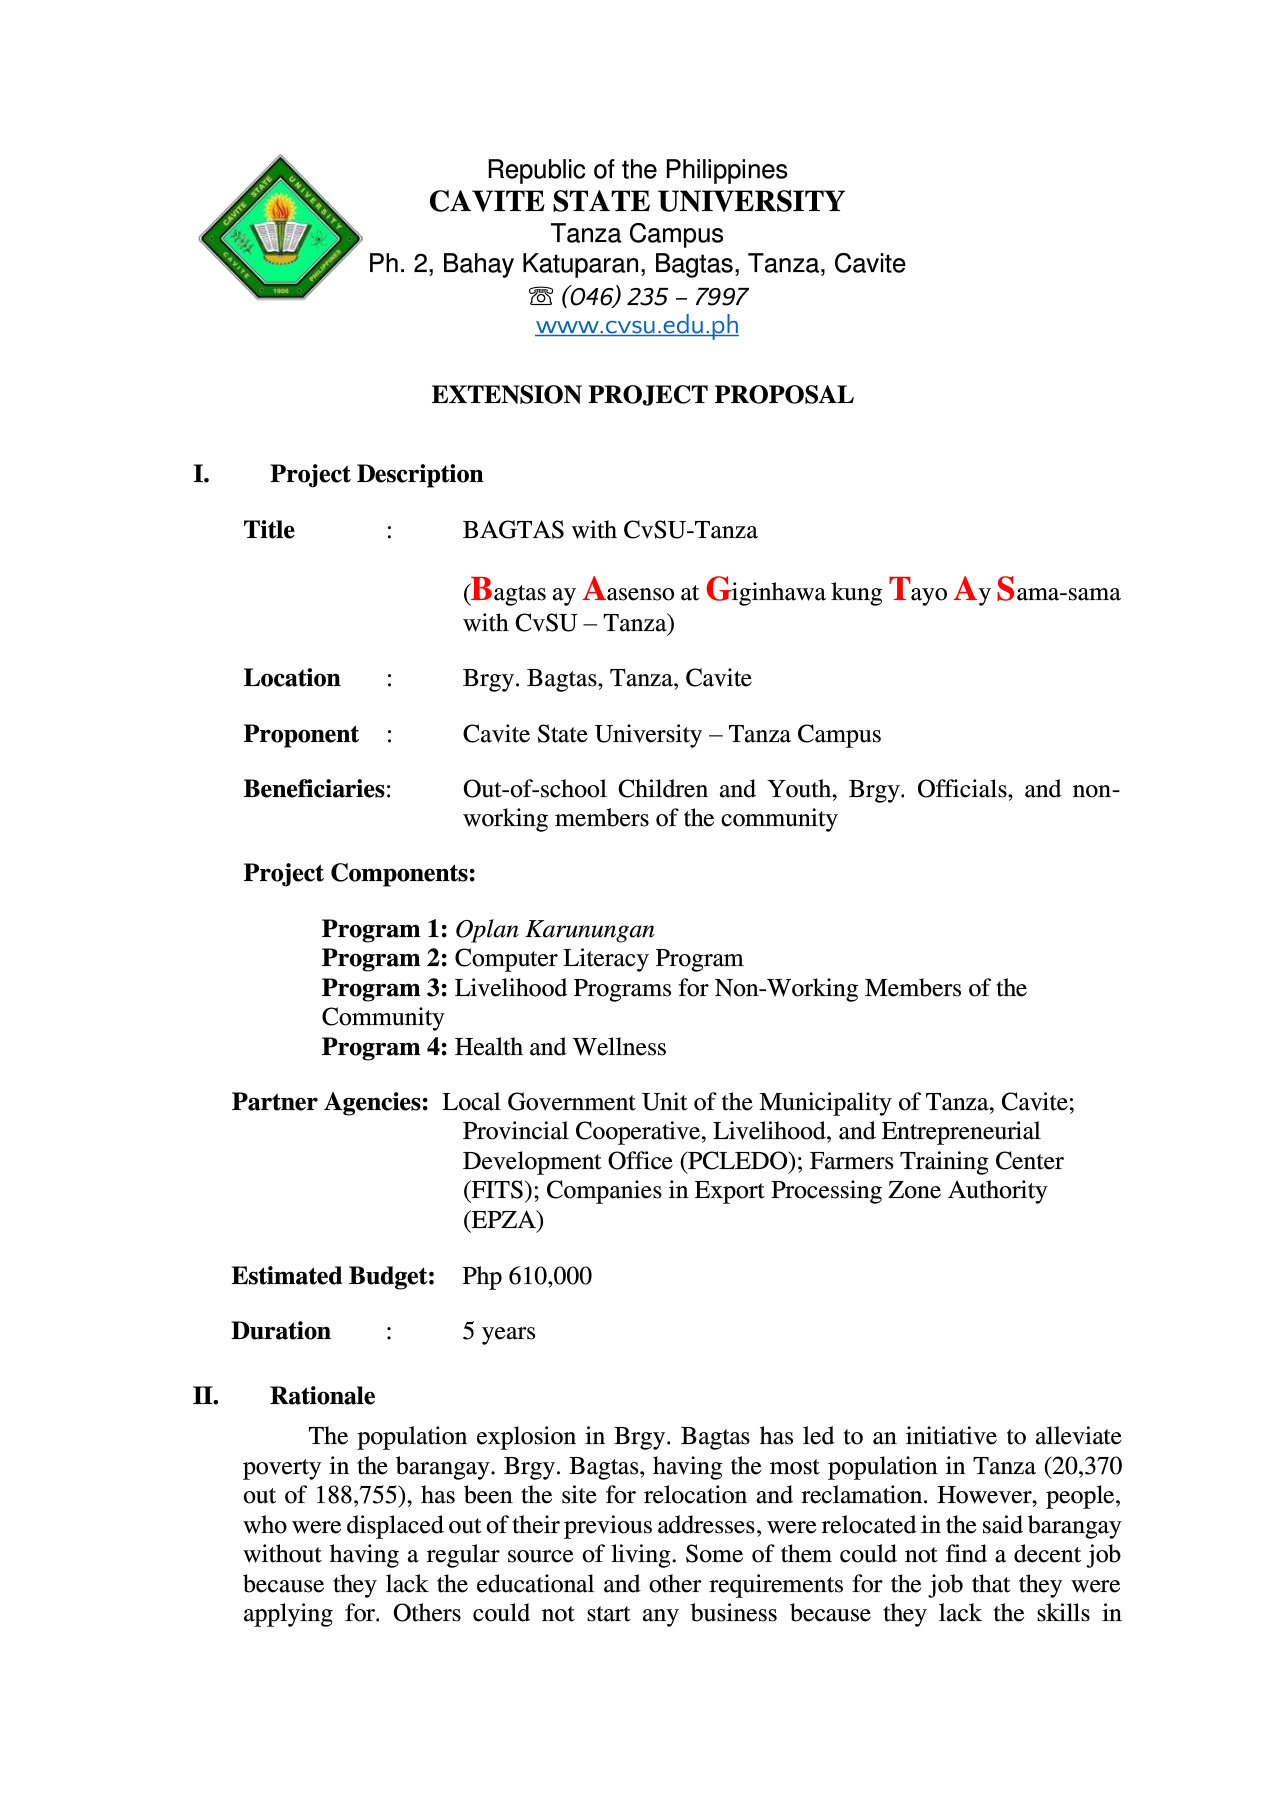 CAVITE STATE UNIVERSITY
CAVITE PHILIPPINES
1906
Republic of the Philippines
CAVITE STATE UNIVERSITY
Tanza Campus
Ph. 2, Bahay Katuparan, Bagtas, Tanza, Cavite
☏ (046) 235 – 7997
www.cvsu.edu.ph
EXTENSION PROJECT PROPOSAL
I. Project Description
Title : BAGTAS with CvSU-Tanza
(Bagtas ay Aasenso at Giginhawa kung Tayo Ay Sama-sama
with CvSU – Tanza)
Location : Brgy. Bagtas, Tanza, Cavite
Proponent : Cavite State University – Tanza Campus
Beneficiaries: Out-of-school Children and Youth, Brgy. Officials, and non-
working members of the community
Project Components:
Program 1: Oplan Karunungan
Program 2: Computer Literacy Program
Program 3: Livelihood Programs for Non-Working Members of the
Community
Program 4: Health and Wellness
Partner Agencies: Local Government Unit of the Municipality of Tanza, Cavite;
Provincial Cooperative, Livelihood, and Entrepreneurial
Development Office (PCLEDO); Farmers Training Center
(FITS); Companies in Export Processing Zone Authority
(EPZA)
Estimated Budget: Php 610,000
Duration : 5 years
II. Rationale
The population explosion in Brgy. Bagtas has led to an initiative to alleviate
poverty in the barangay. Brgy. Bagtas, having the most population in Tanza (20,370
out of 188,755), has been the site for relocation and reclamation. However, people,
who were displaced out of their previous addresses, were relocated in the said barangay
without having a regular source of living. Some of them could not find a decent job
because they lack the educational and other requirements for the job that they were
applying for. Others could not start any business because they lack the skills in